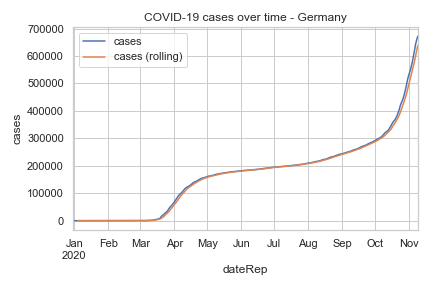 COVID-19 cases over time - Germany
700000
600000
500000
400000
300000
200000
100000
0
cases
cases
cases (rolling)
Jan Feb Mar Apr May Jun Jul Aug Sep Oct Nov
2020
dateRep